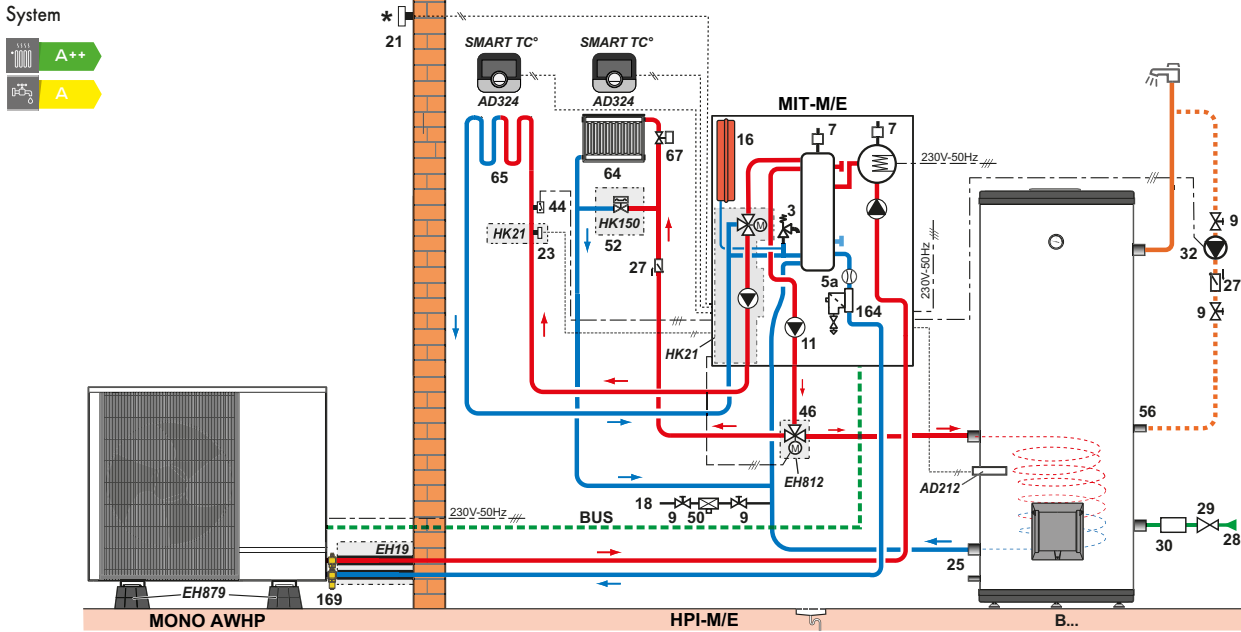 System
A++
A
*
21
SMART TC°
AD324
SMART TC°
AD324
MIT-M/E
7
7
16
3
M
230V-50Hz
230V-50Hz
67
64
65
44
HK150
52
HK21
23
27
5a
164
11
HK21
46
M
EH812
18
9
50
9
230V-50Hz
BUS
EH19
EH879
169
9
32
27
9
56
AD212
25
29
30
28
MONO AWHP
HPI-M/E
B...